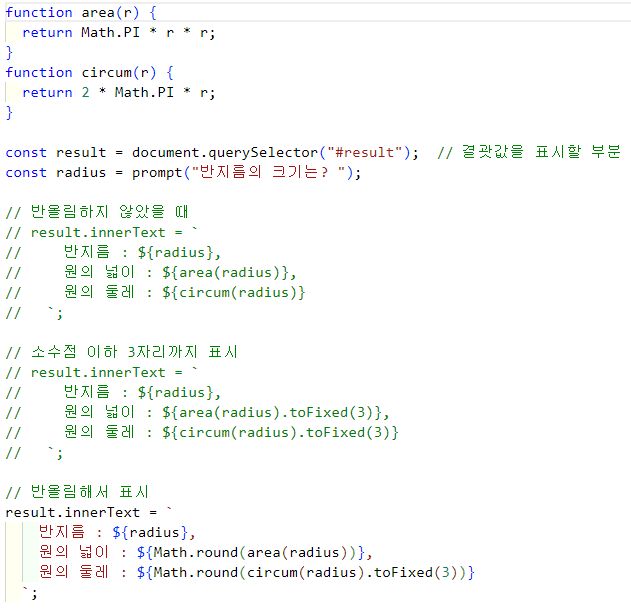 function area(r) {
  return Math.PI * r * r;
}
function circum(r) {
  return 2 * Math.PI * r;
}

const result = document.querySelector("#result");  // 결괏값을 표시할 부분
const radius = prompt("반지름의 크기는? ");

// 반올림하지 않았을 때
// result.innerText = `
//     반지름 : ${radius},
//     원의 넓이 : ${area(radius)},
//     원의 둘레 : ${circum(radius)}
//   `;

// 소수점 이하 3자리까지 표시
// result.innerText = `
//     반지름 : ${radius},
//     원의 넓이 : ${area(radius).toFixed(3)},
//     원의 둘레 : ${circum(radius).toFixed(3)}
//   `;

// 반올림해서 표시
result.innerText = `
    반지름 : ${radius},
    원의 넓이 : ${Math.round(area(radius))},
    원의 둘레 : ${Math.round(circum(radius).toFixed(3))}
  `;